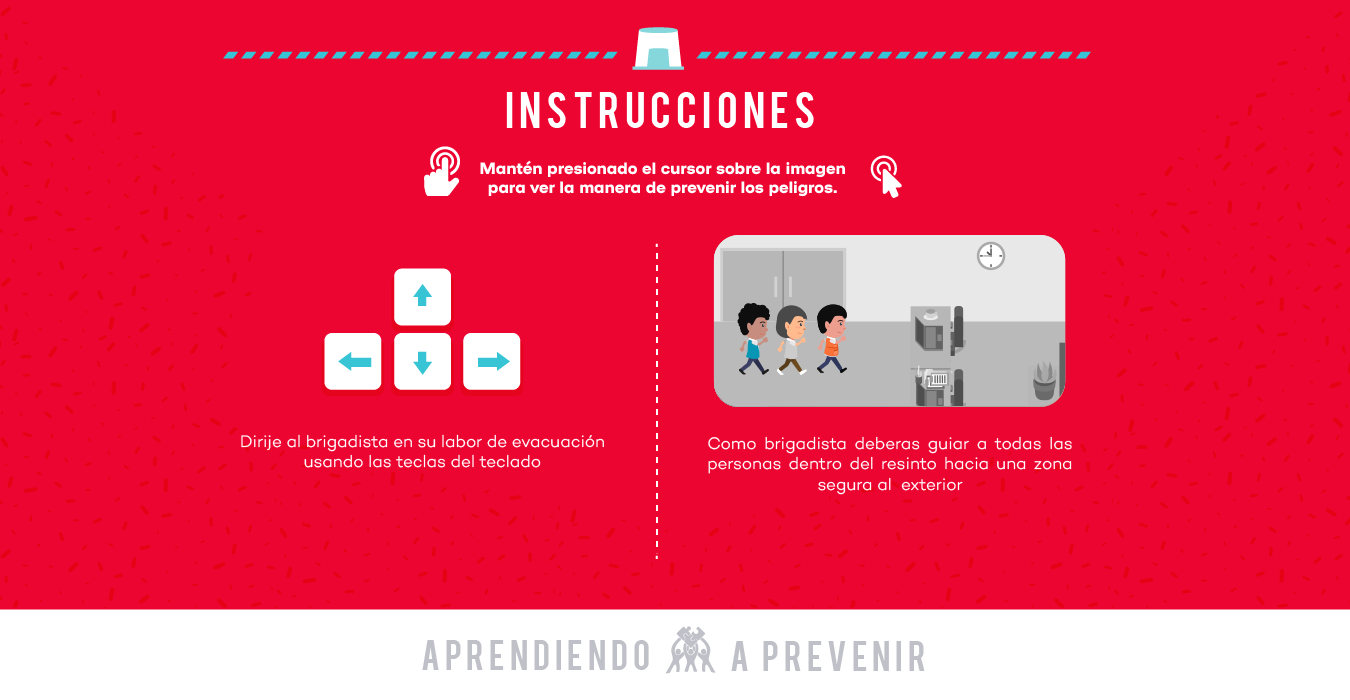 INSTRUCCIONES
Mantén presionado el cursor sobre la imagen
para ver la manera de prevenir los peligros.
Dirije al brigadista en su labor de evacuación
usando las teclas del teclado
Como brigadista deberas guiar a todas las
personas dentro del resinto hacia una zona
segura al exterior
APRENDIENDO A PREVENIR